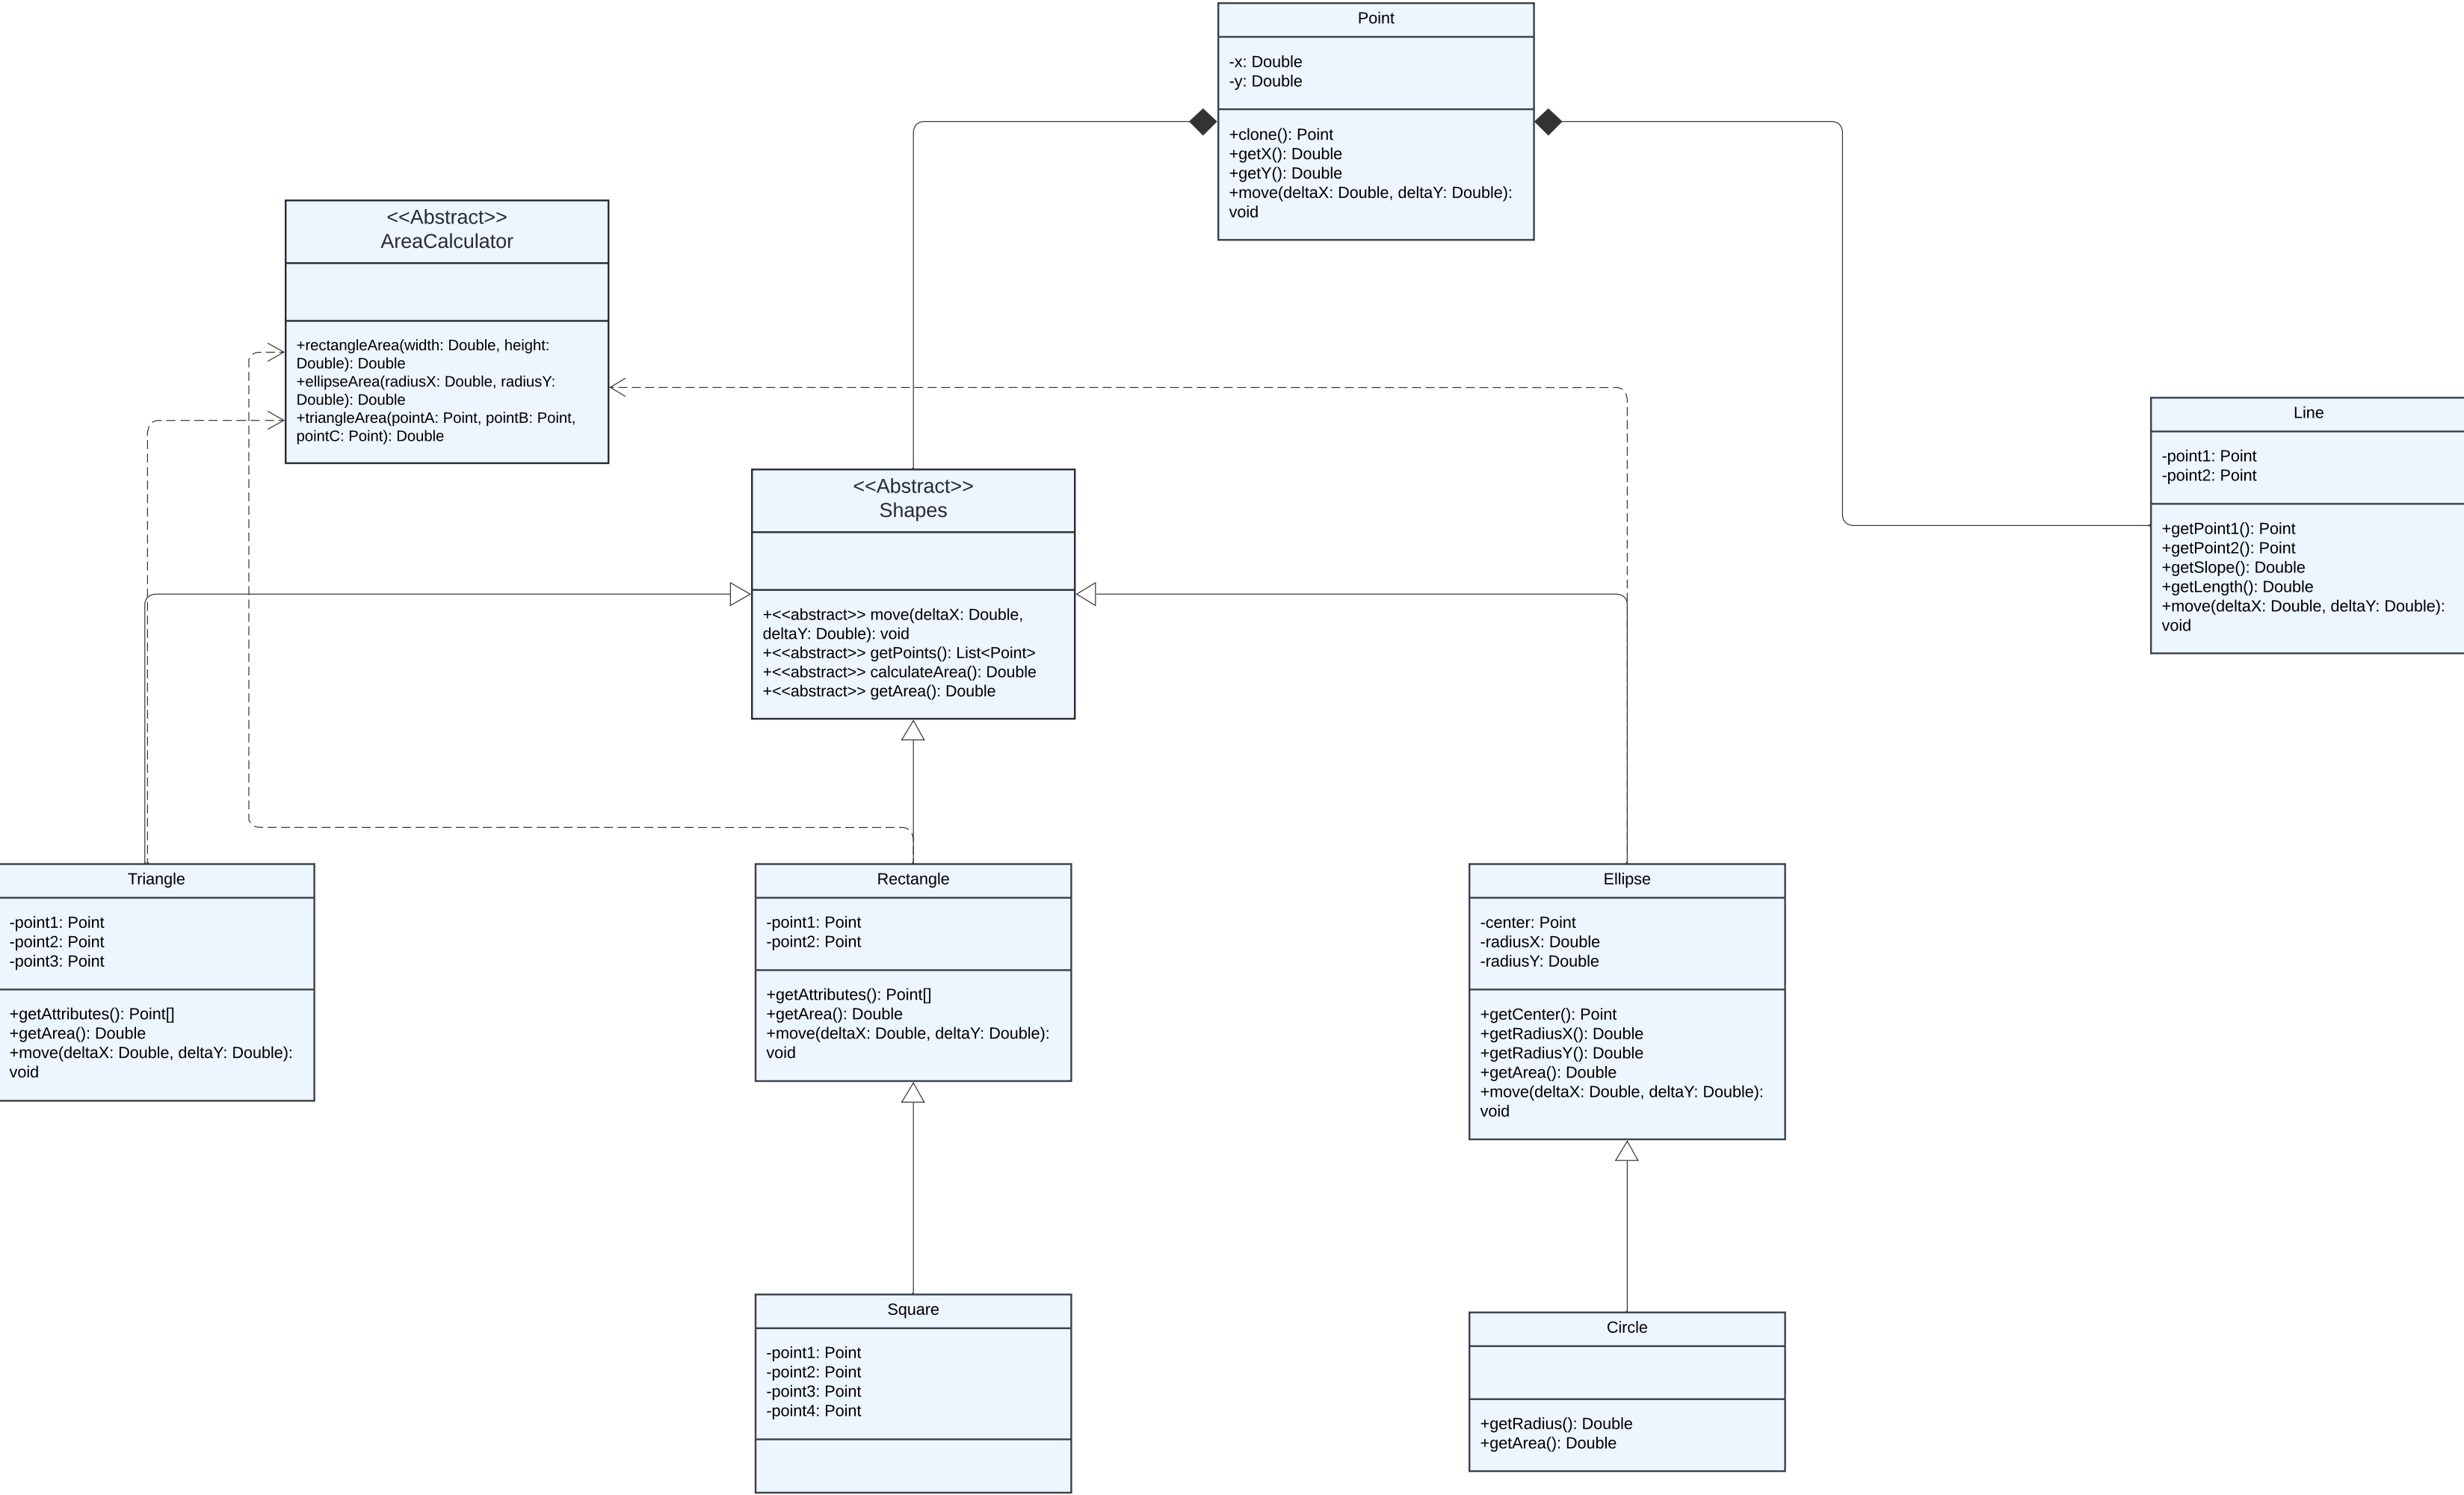 Point
-x: Double
-y: Double
+clone(): Point
+getX(): Double
+getY(): Double
+move(deltaX: Double, deltaY: Double):
void
<<Abstract>>
AreaCalculator
+rectangleArea(width: Double, height:
Double): Double
+ellipseArea(radiusX: Double, radiusY:
Double): Double
+triangleArea(pointA: Point, pointB: Point,
pointC: Point): Double
Line
-point1: Point
-point2: Point
+getPoint1(): Point
+getPoint2(): Point
+getSlope(): Double
+getLength(): Double
+move(deltaX: Double, deltaY: Double):
void
<<Abstract>>
Shapes
+<<abstract>> move(deltaX: Double,
deltaY: Double): void
+<<abstract>> getPoints(): List<Point>
+<<abstract>> calculateArea(): Double
+<<abstract>> getArea(): Double
Triangle
-point1: Point
-point2: Point
-point3: Point
+getAttributes(): Point[]
+getArea(): Double
+move(deltaX: Double, deltaY: Double):
void
Rectangle
-point1: Point
-point2: Point
+getAttributes(): Point[]
+getArea(): Double
+move(deltaX: Double, deltaY: Double):
void
Ellipse
-center: Point
-radiusX: Double
-radiusY: Double
+getCenter(): Point
+getRadiusX(): Double
+getRadiusY(): Double
+getArea(): Double
+move(deltaX: Double, deltaY: Double):
void
Square
-point1: Point
-point2: Point
-point3: Point
-point4: Point
Circle
+getRadius(): Double
+getArea(): Double